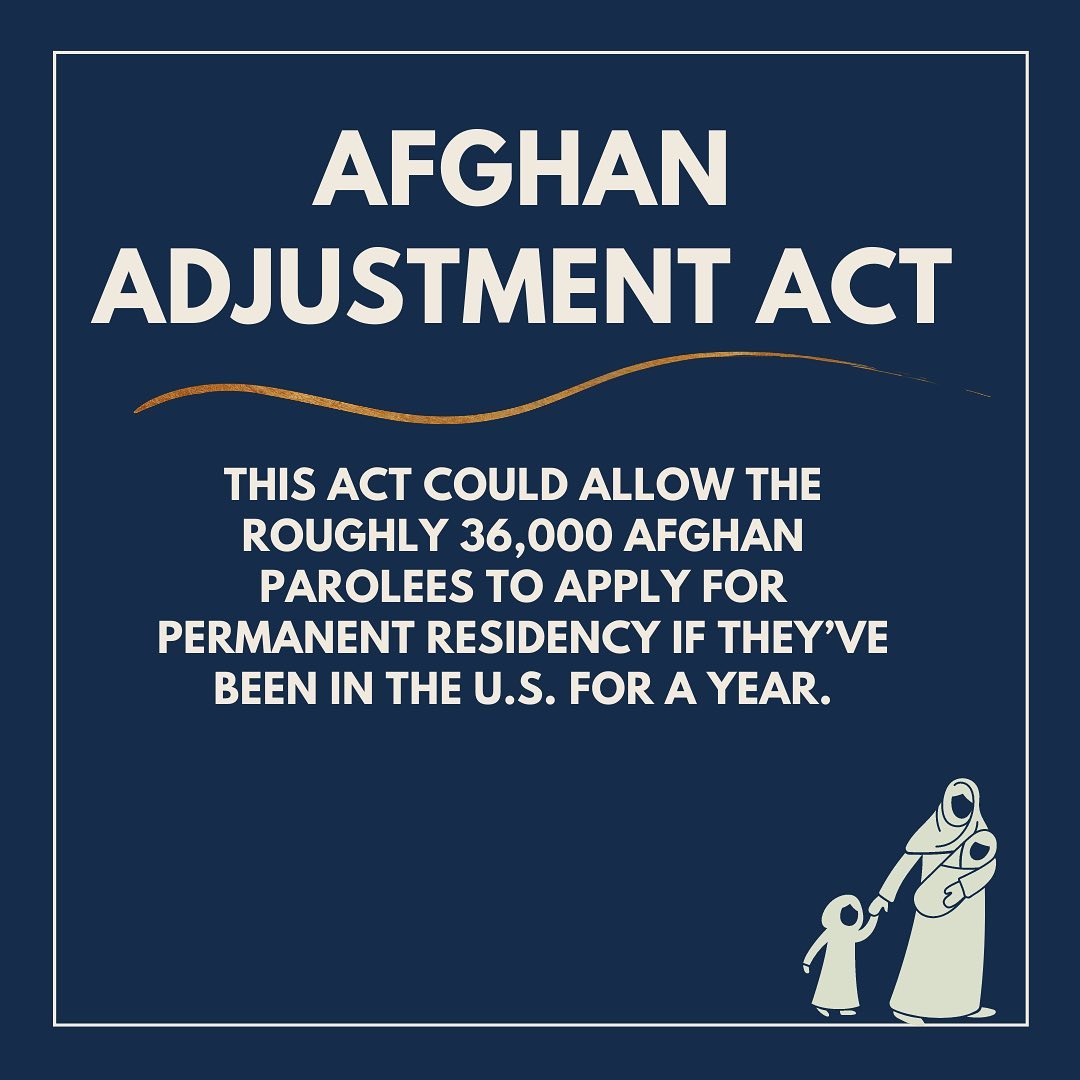 AFGHAN
ADJUSTMENT ACT
THIS ACT COULD ALLOW THE
ROUGHLY 36,000 AFGHAN
PAROLEES TO APPLY FOR
PERMANENT RESIDENCY IF THEY’VE
BEEN IN THE U.S. FOR A YEAR.